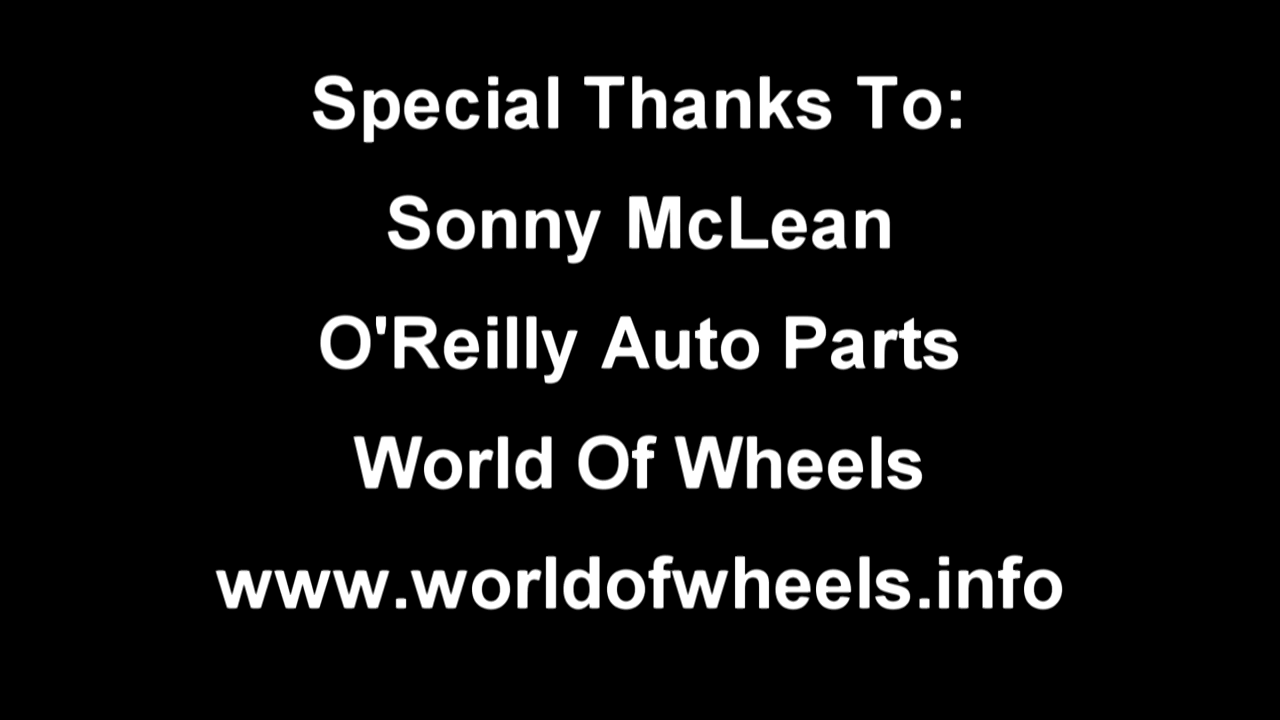 Special Thanks To:
Sonny McLean
O'Reilly Auto Parts
World Of Wheels
www.worldofwheels.info